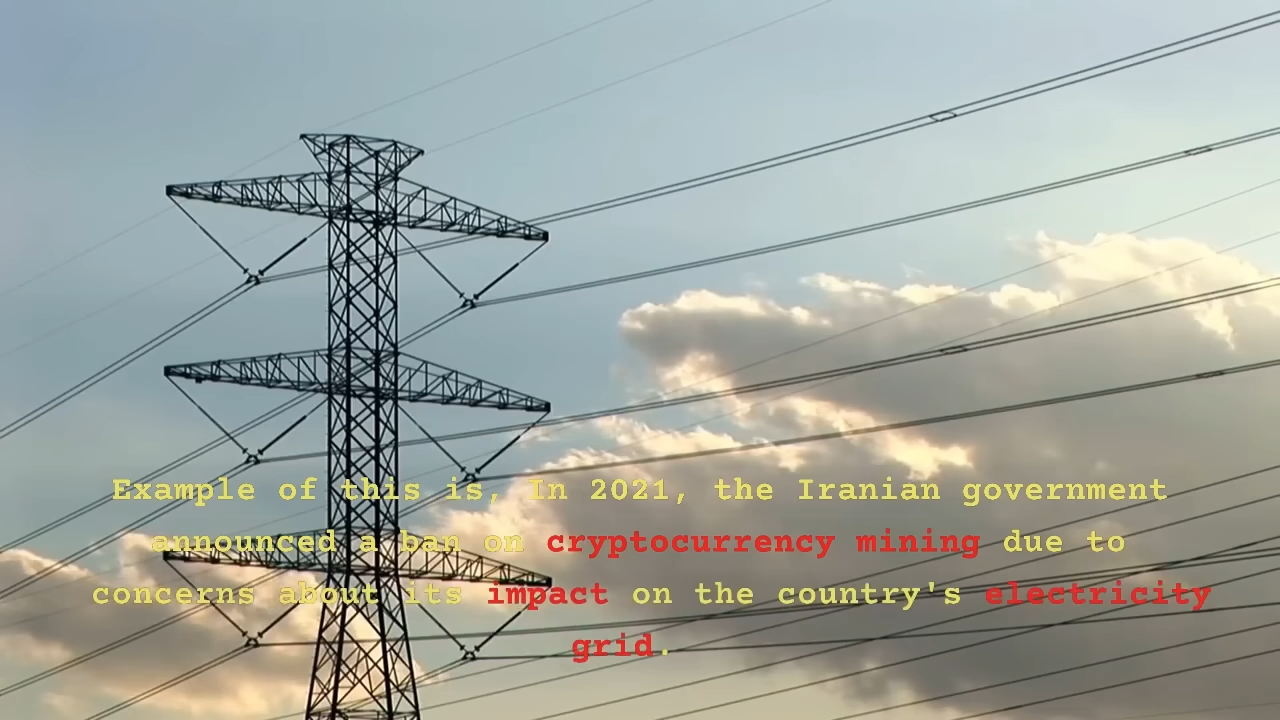 Example of this is, In 2021, the Iranian government
announced a ban on cryptocurrency mining due to
concerns about its impact on the country's electricity
grid.